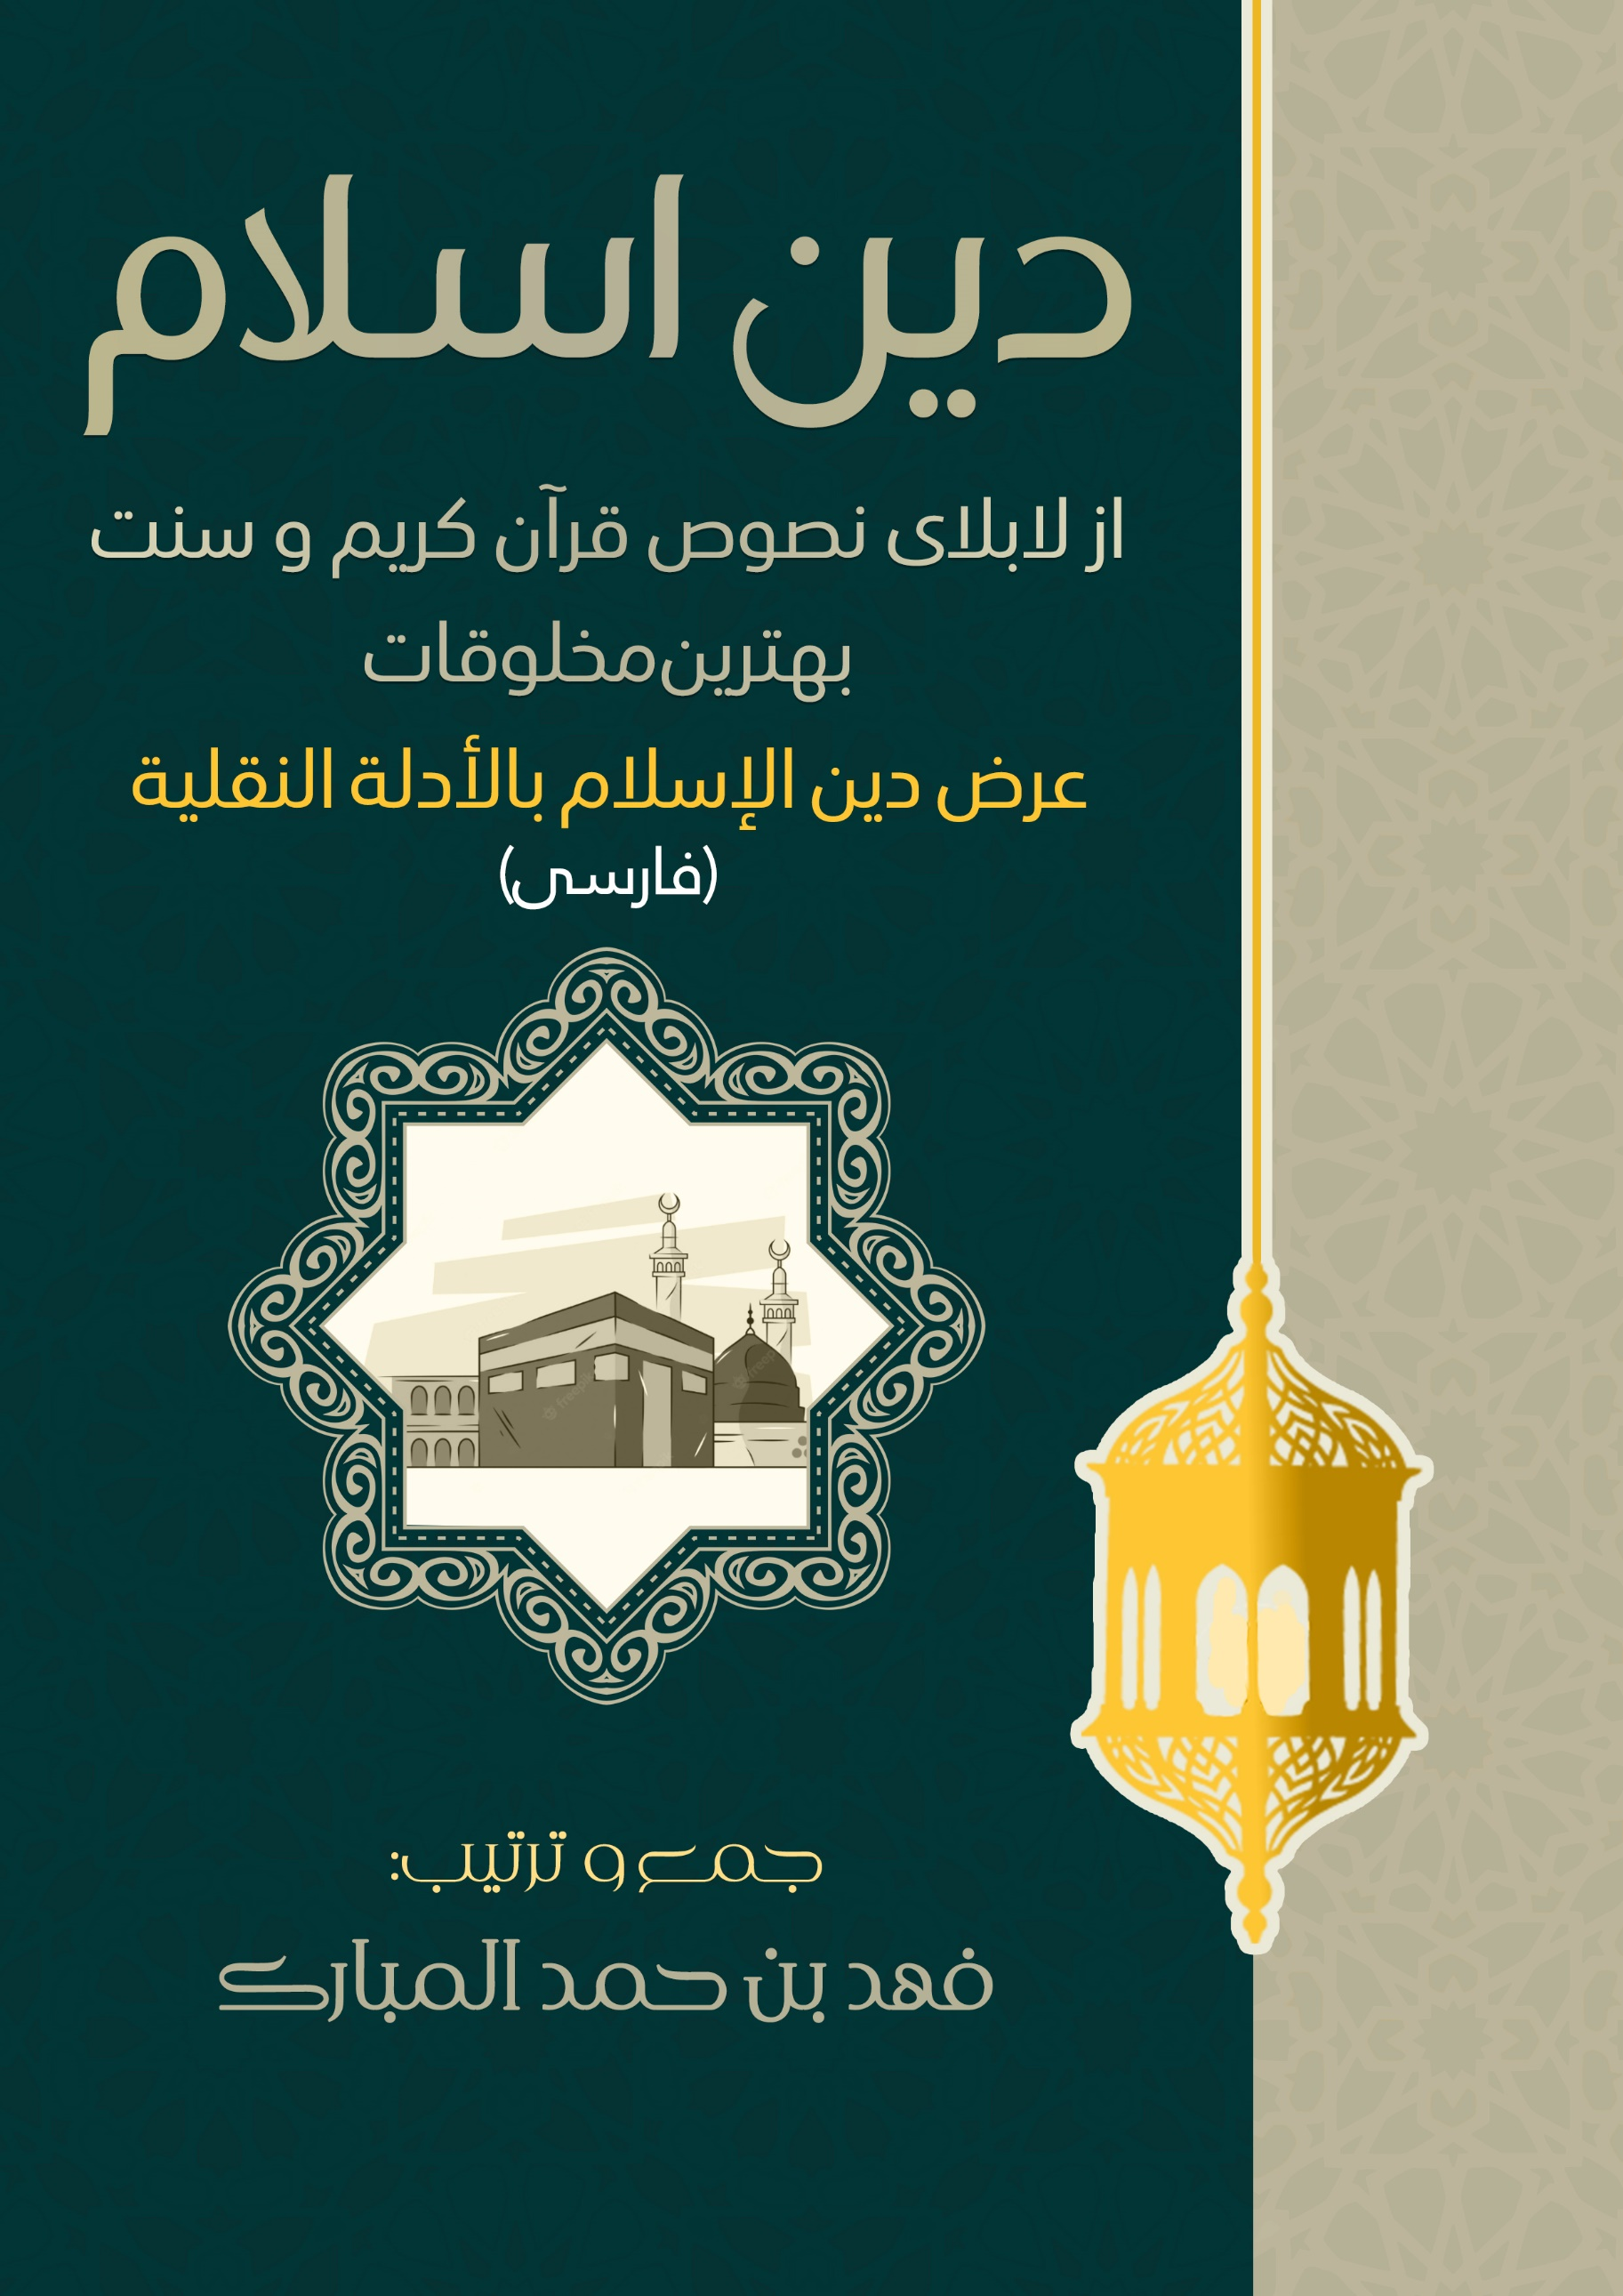 دین اسلام
از لابلای نصوص قرآن کریم و سنت
بهترین مخلوقات
عرض دين الإسلام بالأدلة النقلية
(فارسی)
جمع و ترتیب:
فهد بن حمد المبارک